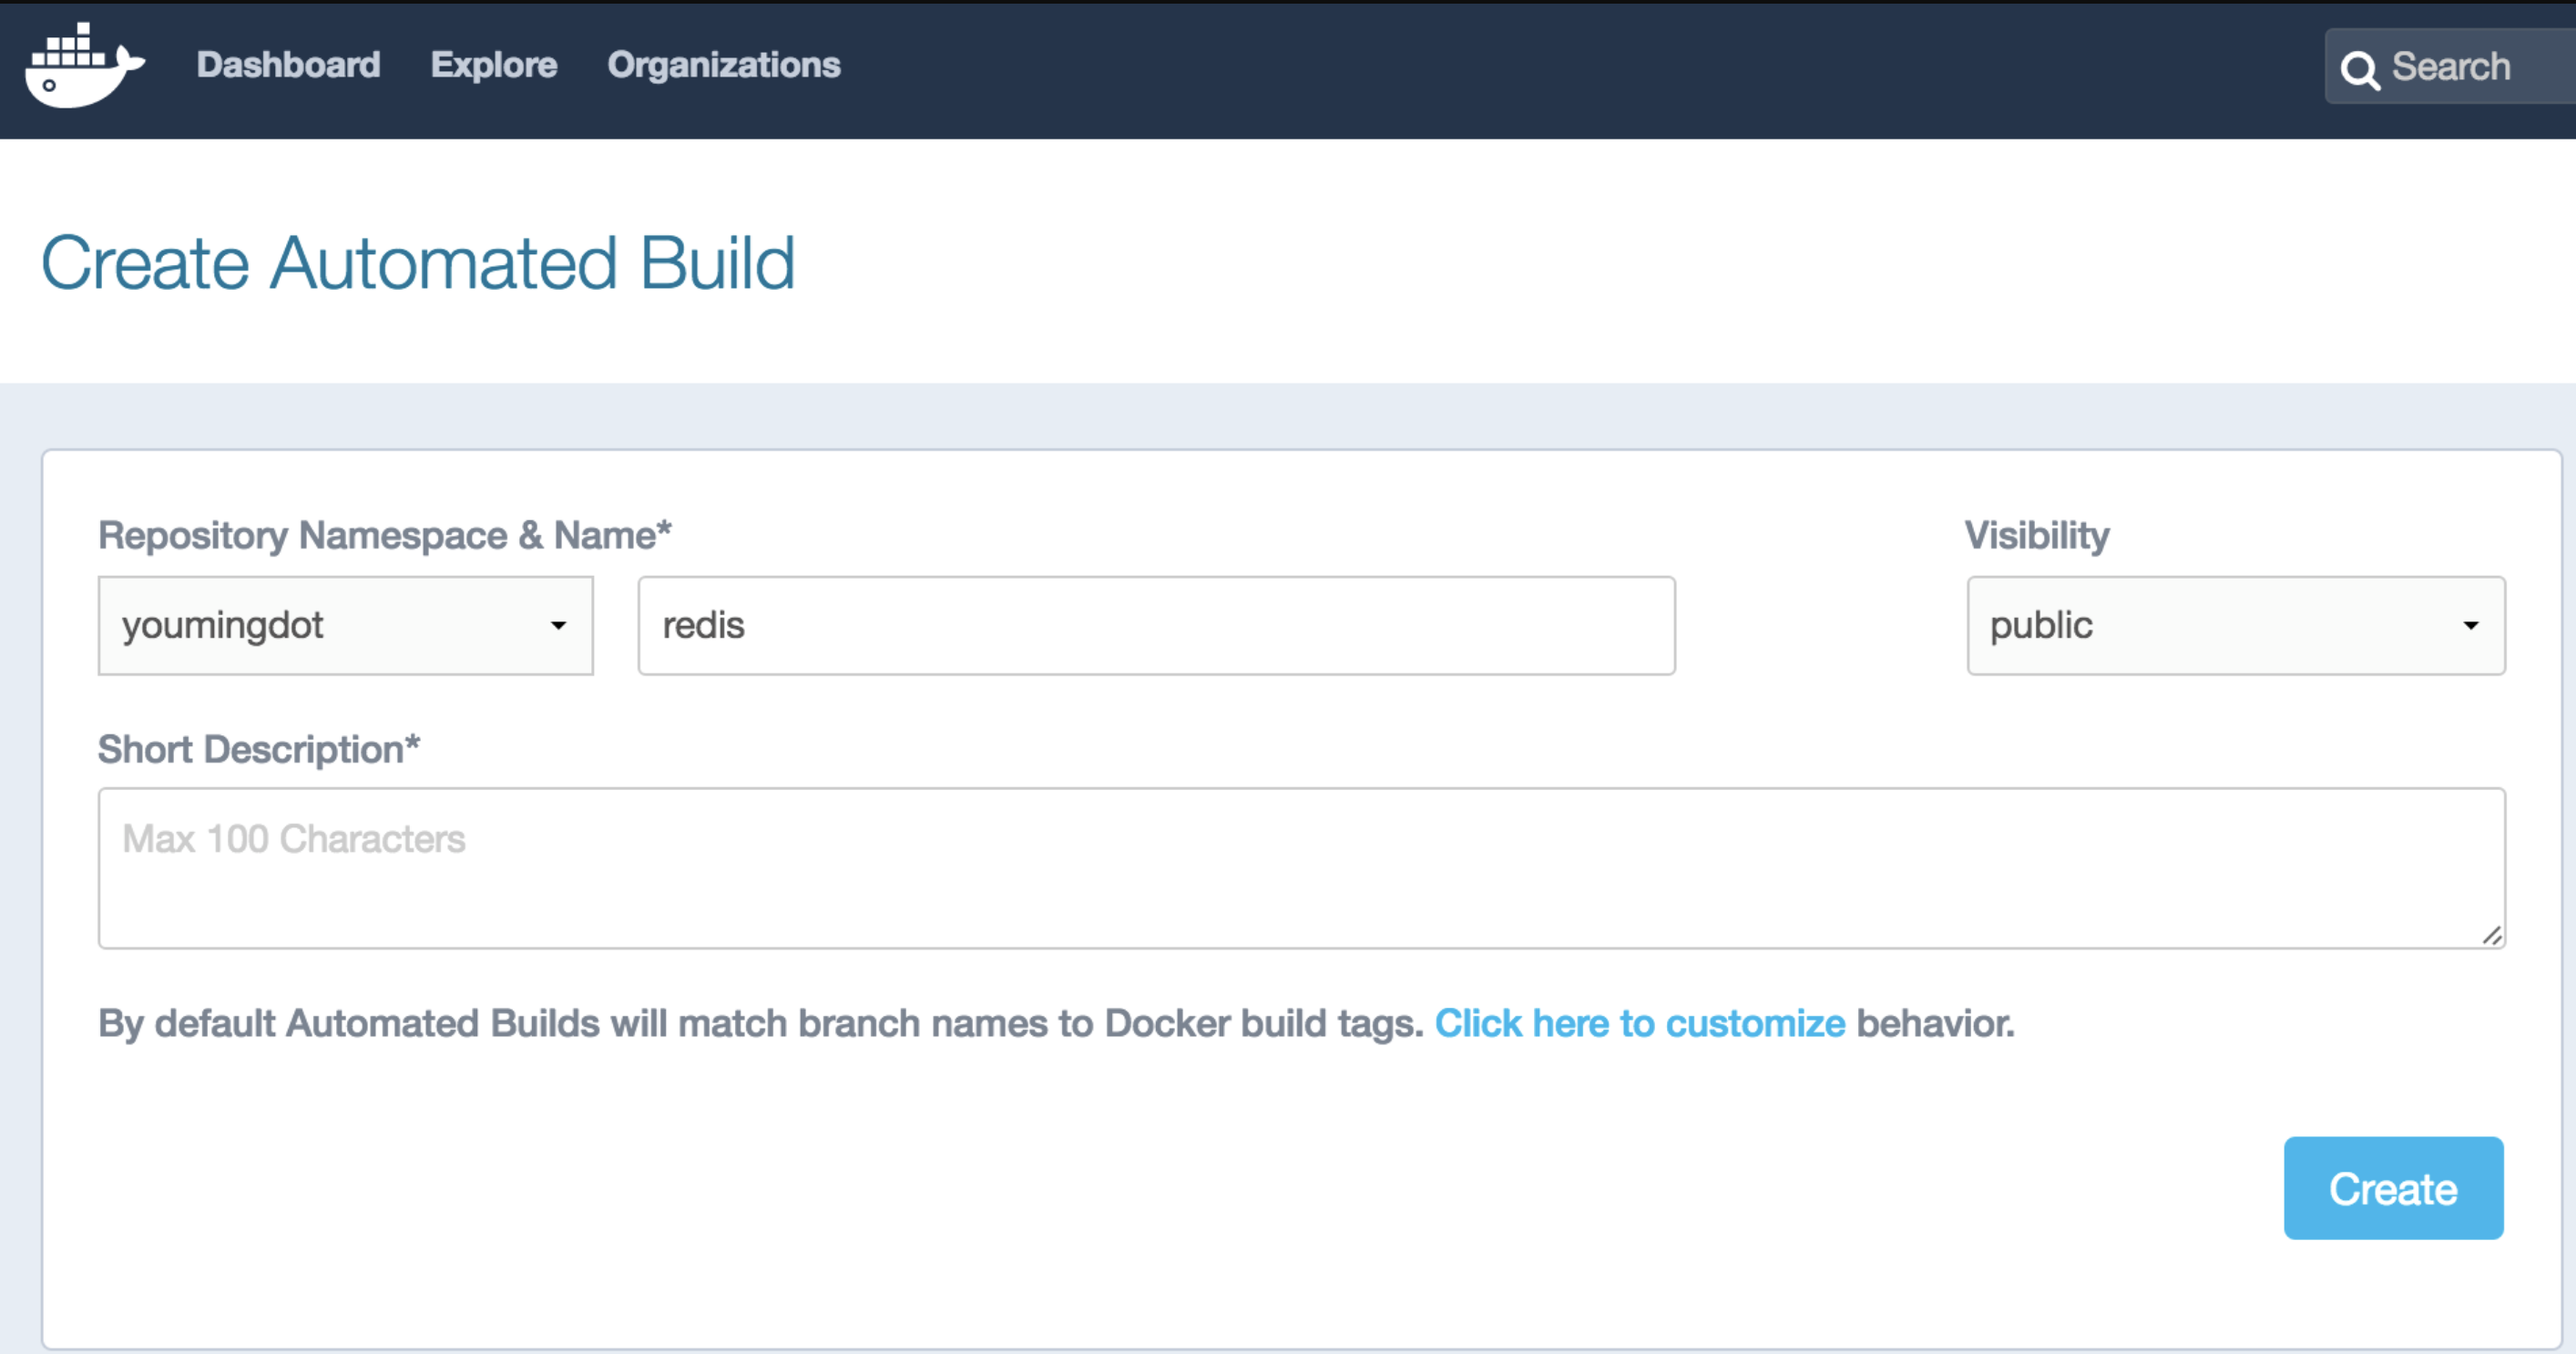 Dashboard Explore Organizations Search
Create Automated Build
Repository Namespace & Name* Visibility
youmingdot redis public
Short Description*
Max 100 Characters
By default Automated Builds will match branch names to Docker build tags. Click here to customize behavior.
Create